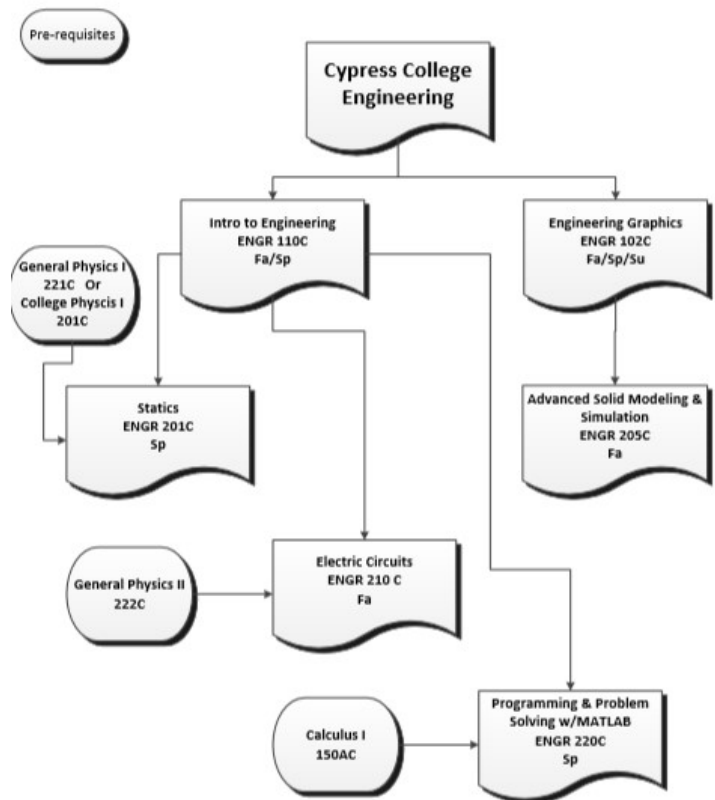 Pre-requisites
Cypress College
Engineering
Intro to Engineering
ENGR 110C
Fa/Sp
Engineering Graphics
ENGR 102C
Fa/Sp/Su
General Physics I
221C Or
College Physcis I
201C
Statics
ENGR 201C
Sp
Advanced Solid Modeling &
Simulation
ENGR 205C
Fa
Electric Circuits
ENGR 210 C
Fa
General Physics II
222C
Programming & Problem
Solving w/MATLAB
ENGR 220C
Sp
Calculus I
150AC